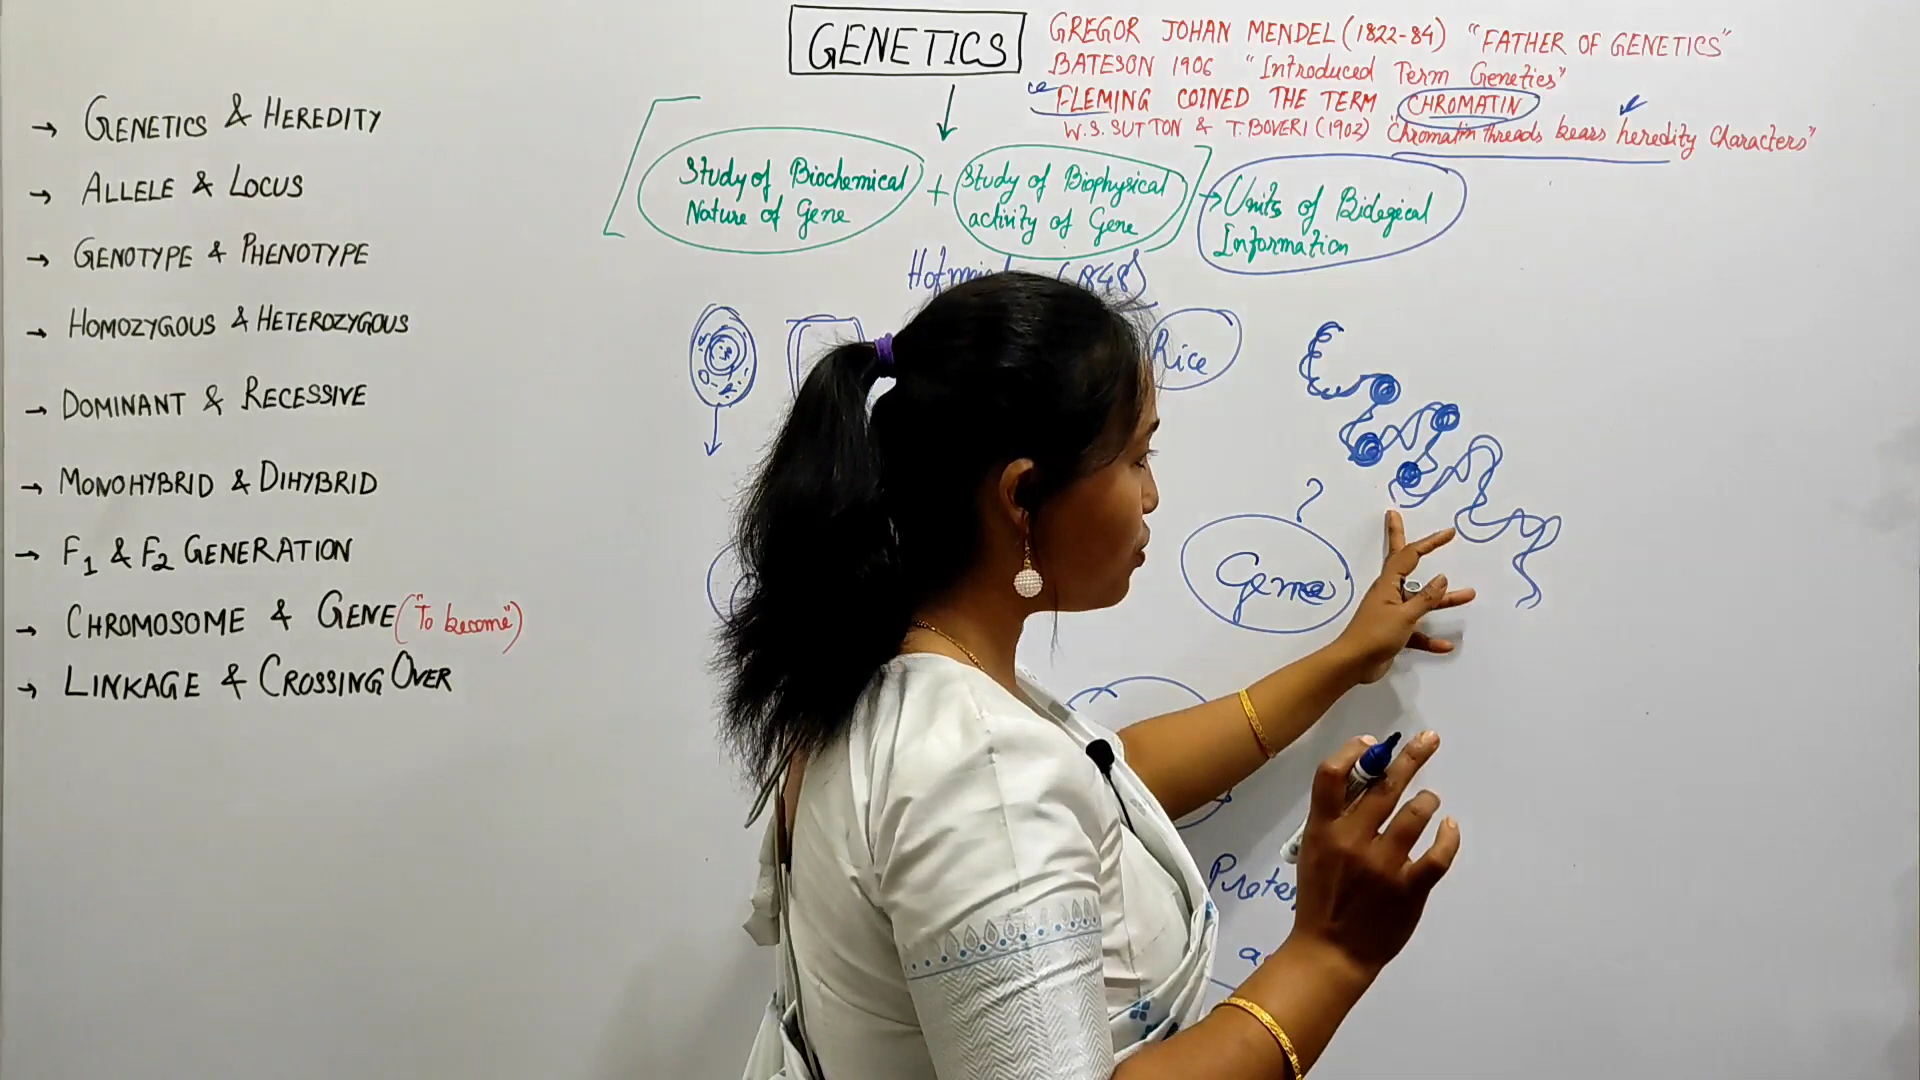 GENETICS
GREGOR JOHAN MENDEL (1822-84) "FATHER OF GENETICS"
BATESON 1906 "Introduced Term Genetics"
FLEMING COINED THE TERM CHROMATIN
W.S. SUTTON & T. BOVERI (1902) "Chromatin threads bears heredity characters"
→ GENETICS & HEREDITY
→ ALLELE & LOCUS
→ GENOTYPE & PHENOTYPE
→ HOMOZYGOUS & HETEROZYGOUS
→ DOMINANT & RECESSIVE
→ MONOHYBRID & DIHYBRID
→ F1 & F2 GENERATION
→ CHROMOSOME & GENE ("To become")
→ LINKAGE & CROSSING OVER
Study of Biochemical
Nature of Gene
+
Study of Biophysical
activity of Gene
→ Units of Biological
Information
1848)
Rice
?
Gene